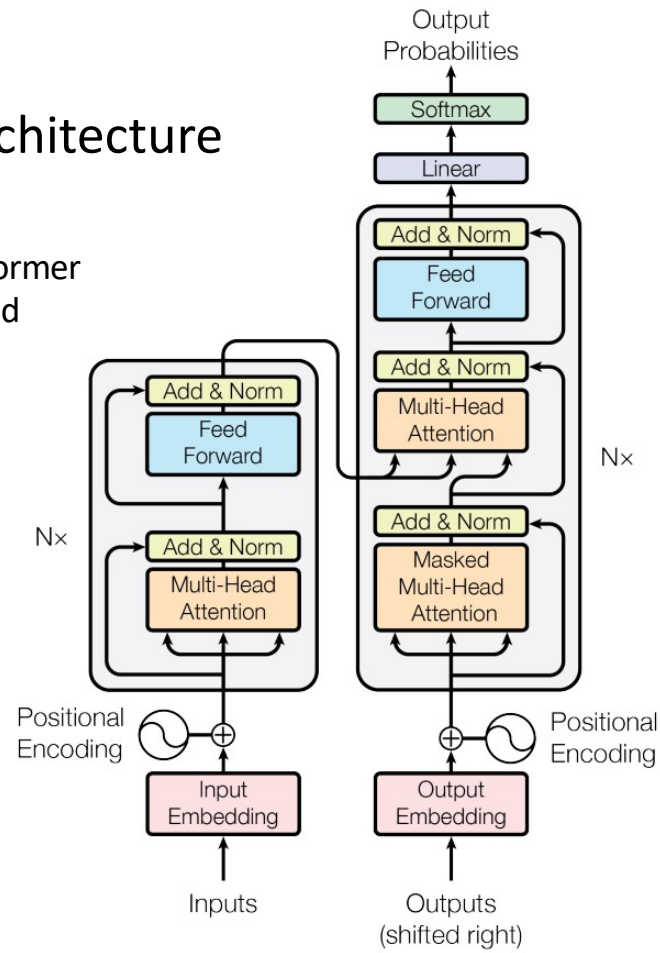 Output
Probabilities
Softmax
chitecture
Linear
Add & Norm
ormer
d
Feed
Forward
Add & Norm
Add & Norm
Multi-Head
Attention
Feed
Forward
Nx
Add & Norm
Nx
Add & Norm
Masked
Multi-Head
Attention
Multi-Head
Attention
Positional
Encoding
Positional
Encoding
Input
Embedding
Output
Embedding
Inputs
Outputs
(shifted right)